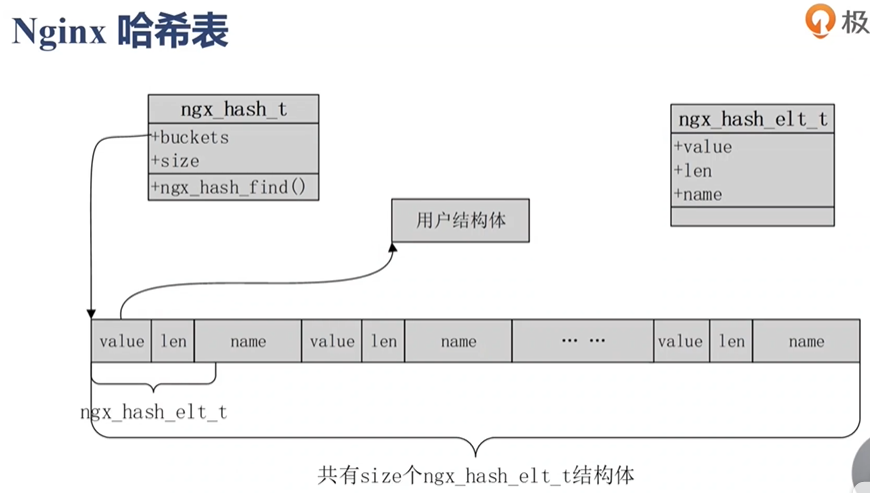 Nginx 哈希表
极
ngx_hash_t
+buckets
+size
+ngx_hash_find()
ngx_hash_elt_t
+value
+len
+name
用户结构体
value len name value len name … … value len name
ngx_hash_elt_t
共有size个ngx_hash_elt_t结构体